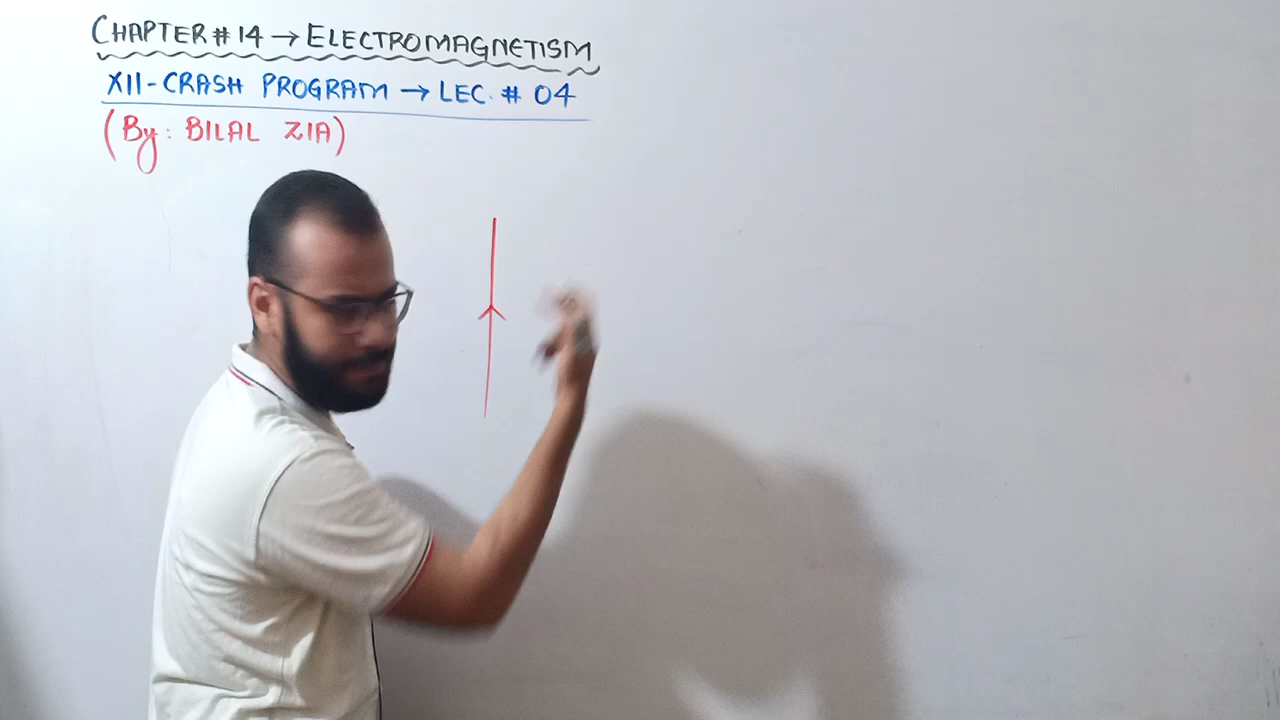 CHAPTER # 14 → ELECTROMAGNETISM
XII-CRASH PROGRAM → LEC. # 04
(By: BILAL ZIA)